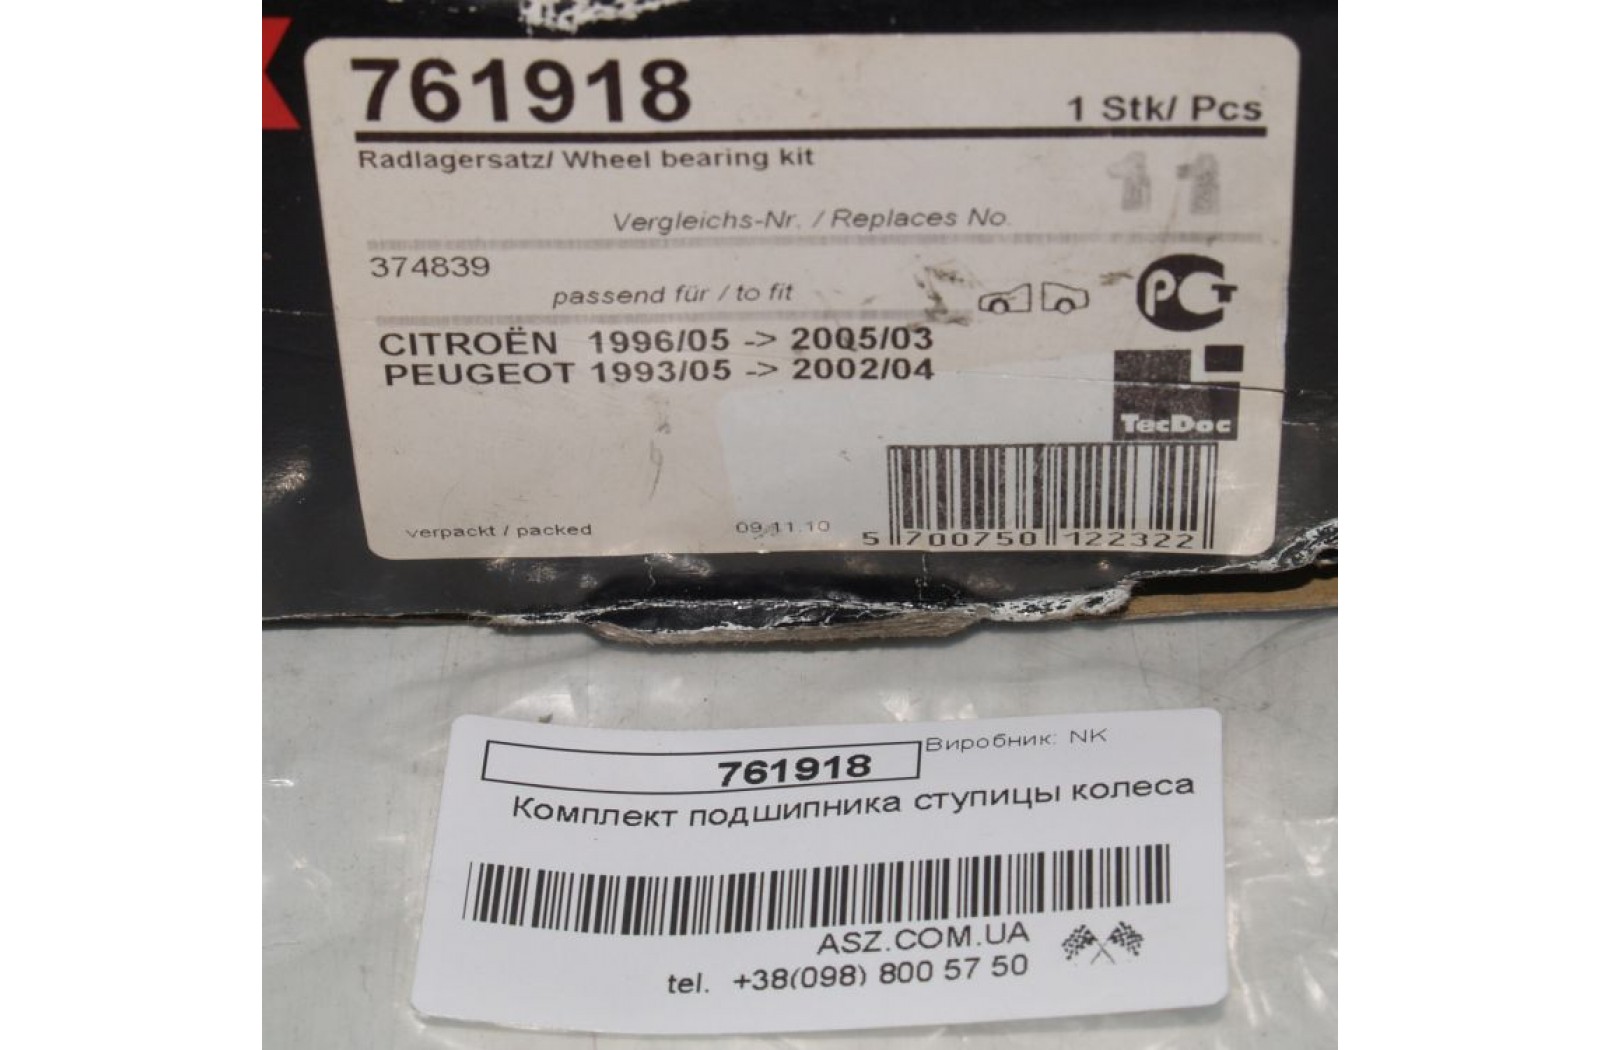 761918
1 Stk/ Pcs
Radlagersatz/ Wheel bearing kit
11
Vergleichs-Nr. / Replaces No.
374839
passend für / to fit
PCT
CITROËN 1996/05 -> 2005/03
PEUGEOT 1993/05 -> 2002/04
TecDoc
verpackt / packed 09.11.10
5 700750 122322
Виробник: NK
761918
Комплект подшипника ступицы колеса
ASZ.COM.UA
tel. +38(098) 800 57 50